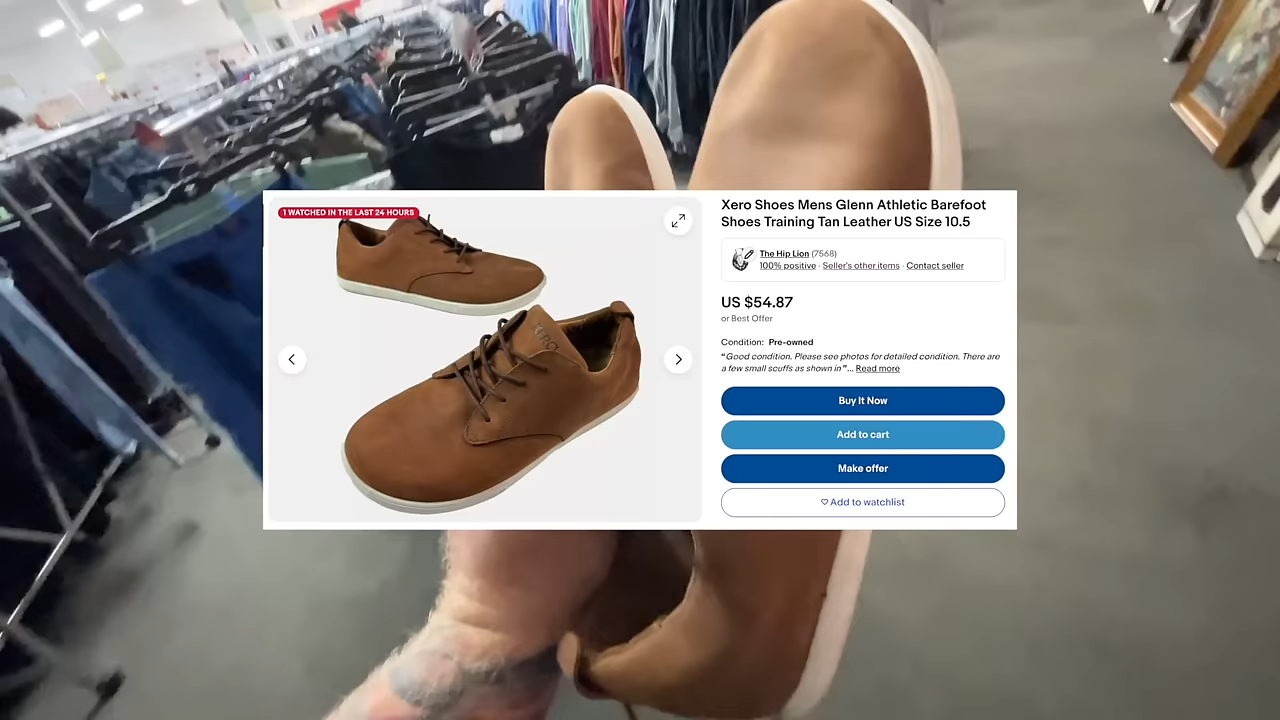 1 WATCHED IN THE LAST 24 HOURS
Xero Shoes Mens Glenn Athletic Barefoot
Shoes Training Tan Leather US Size 10.5
The Hip Lion (7568)
100% positive · Seller's other items · Contact seller
US $54.87
or Best Offer
Condition: Pre-owned
“Good condition. Please see photos for detailed condition. There are
a few small scuffs as shown in”... Read more
Buy It Now
Add to cart
Make offer
Add to watchlist